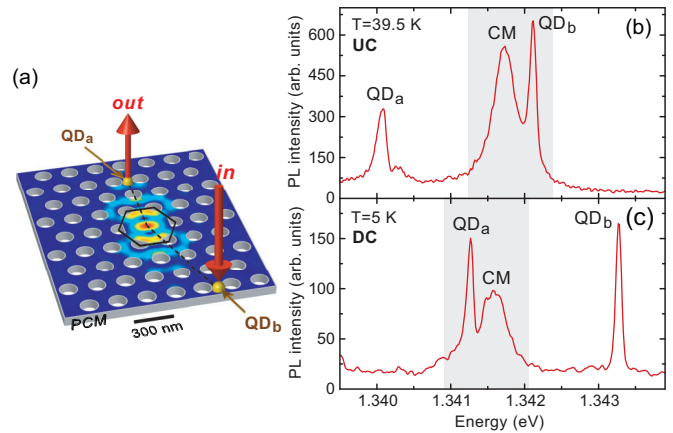 (a)
out
QDa
in
QDb
PCM
300 nm
T=39.5 K
UC
(b)
QDa
CM
QDb
PL intensity (arb. units)
600
450
300
150
T=5 K
DC
(c)
QDa
CM
QDb
PL intensity (arb. units)
150
100
50
0
1.340
1.341
1.342
1.343
Energy (eV)